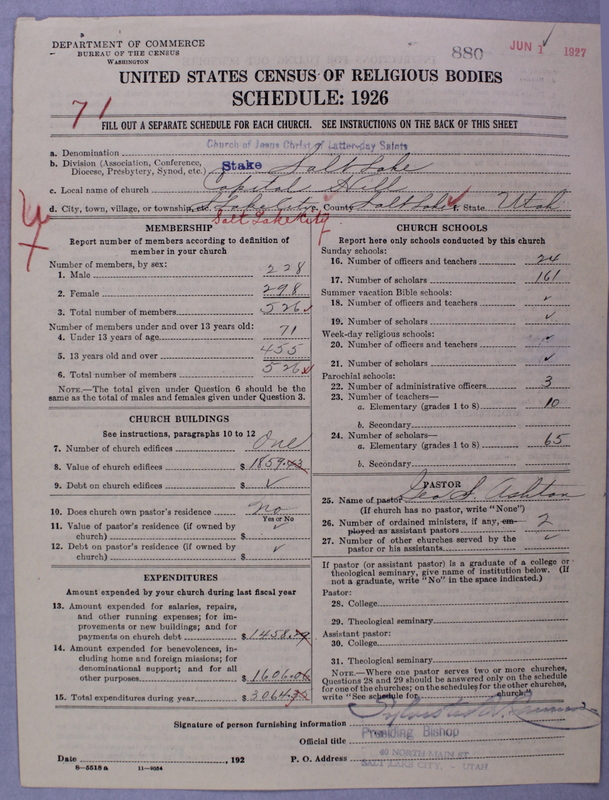 DEPARTMENT OF COMMERCE
BUREAU OF THE CENSUS
WASHINGTON
880
JUN 1 1927
UNITED STATES CENSUS OF RELIGIOUS BODIES
SCHEDULE: 1926
71
FILL OUT A SEPARATE SCHEDULE FOR EACH CHURCH. SEE INSTRUCTIONS ON THE BACK OF THIS SHEET
a. Denomination Church of Jesus Christ of Latter-day Saints
b. Division (Association, Conference, Diocese, Presbytery, Synod, etc.) Stake Salt Lake
c. Local name of church Capitol Hill
d. City, town, village, or township, etc. S. Lake City e. County Salt Lake f. State Utah
Salt Lake City
MEMBERSHIP
Report number of members according to definition of
member in your church
Number of members, by sex:
1. Male 228
2. Female 298
3. Total number of members 526
Number of members under and over 13 years old:
4. Under 13 years of age 71
5. 13 years old and over 455
6. Total number of members 526
NOTE.—The total given under Question 6 should be
same as the total of males and females given under Question 3.
CHURCH BUILDINGS
See instructions, paragraphs 10 to 12
7. Number of church edifices One
8. Value of church edifices $ 1859.43
9. Debt on church edifices $ ✓
10. Does church own pastor's residence No
Yes or No
11. Value of pastor's residence (if owned by
church) $ ✓
12. Debt on pastor's residence (if owned by
church) $ ✓
EXPENDITURES
Amount expended by your church during last fiscal year
13. Amount expended for salaries, repairs,
and other running expenses; for im-
provements or new buildings; and for
payments on church debt $ 1458.29
14. Amount expended for benevolences, in-
cluding home and foreign missions; for
denominational support; and for all
other purposes $ 1606.06
15. Total expenditures during year $ 3064.35
CHURCH SCHOOLS
Report here only schools conducted by this church
Sunday schools:
16. Number of officers and teachers 24
17. Number of scholars 161
Summer vacation Bible schools:
18. Number of officers and teachers ✓
19. Number of scholars ✓
Week-day religious schools:
20. Number of officers and teachers ✓
21. Number of scholars ✓
Parochial schools:
22. Number of administrative officers 3
23. Number of teachers—
a. Elementary (grades 1 to 8) 10
b. Secondary
24. Number of scholars—
a. Elementary (grades 1 to 8) 65
b. Secondary
PASTOR
25. Name of pastor Geo. S. Ashton
(If church has no pastor, write "None")
26. Number of ordained ministers, if any, em-
ployed as assistant pastors 2
27. Number of other churches served by the
pastor or his assistants ✓
If pastor (or assistant pastor) is a graduate of a college or
theological seminary, give name of institution below. (If
not a graduate, write "No" in the space indicated.)
Pastor:
28. College
29. Theological seminary
Assistant pastor:
30. College
31. Theological seminary
NOTE.—Where one pastor serves two or more churches,
Questions 28 and 29 should be answered only on the schedule
for one of the churches; on the schedules for the other churches,
write "See schedule for church"
Signature of person furnishing information
Official title Presiding Bishop
Date , 192 P. O. Address 40 NORTH MAIN ST.
SALT LAKE CITY, - UTAH
8—5518 a 11—9054